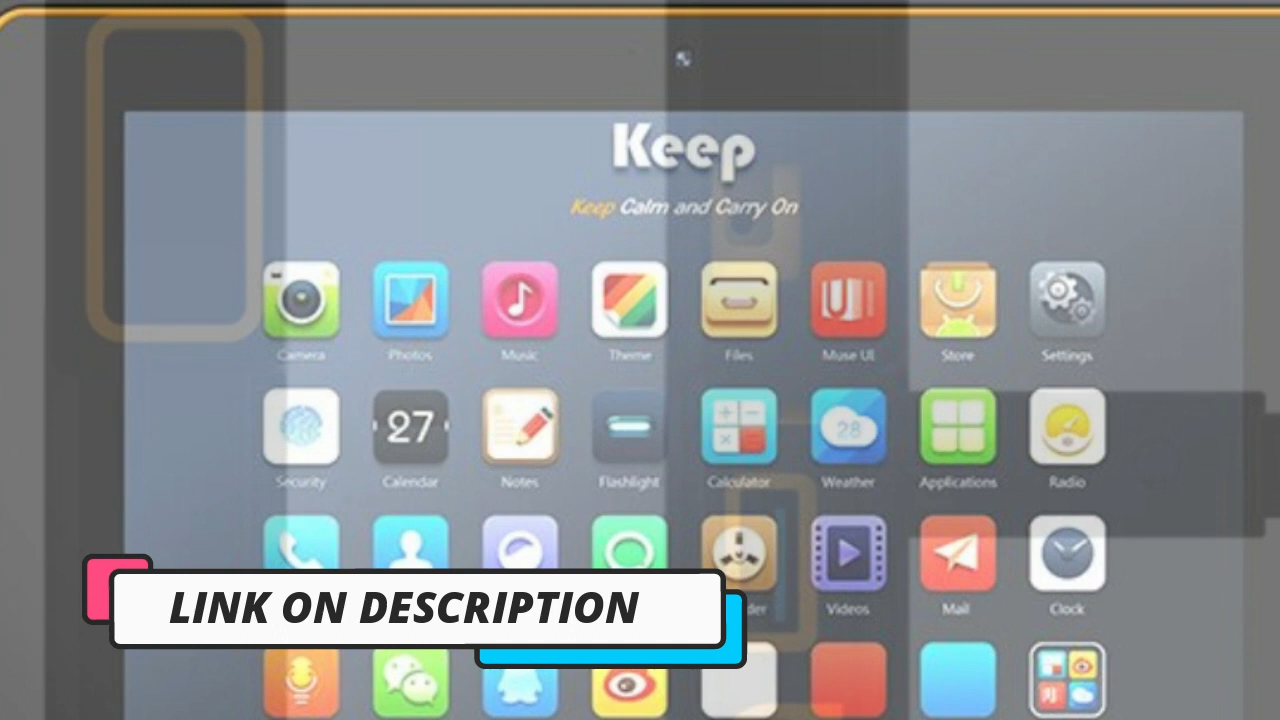 Keep
Keep Calm and Carry On
Camera Photos Music Theme Files Muse UI Store Settings
27 28
Security Calendar Notes Flashlight Calculator Weather Applications Radio
Videos Mail Clock
LINK ON DESCRIPTION